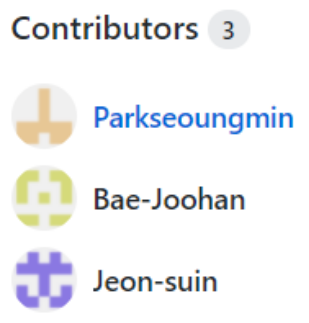 Contributors 3
Parkseoungmin
Bae-Joohan
Jeon-suin